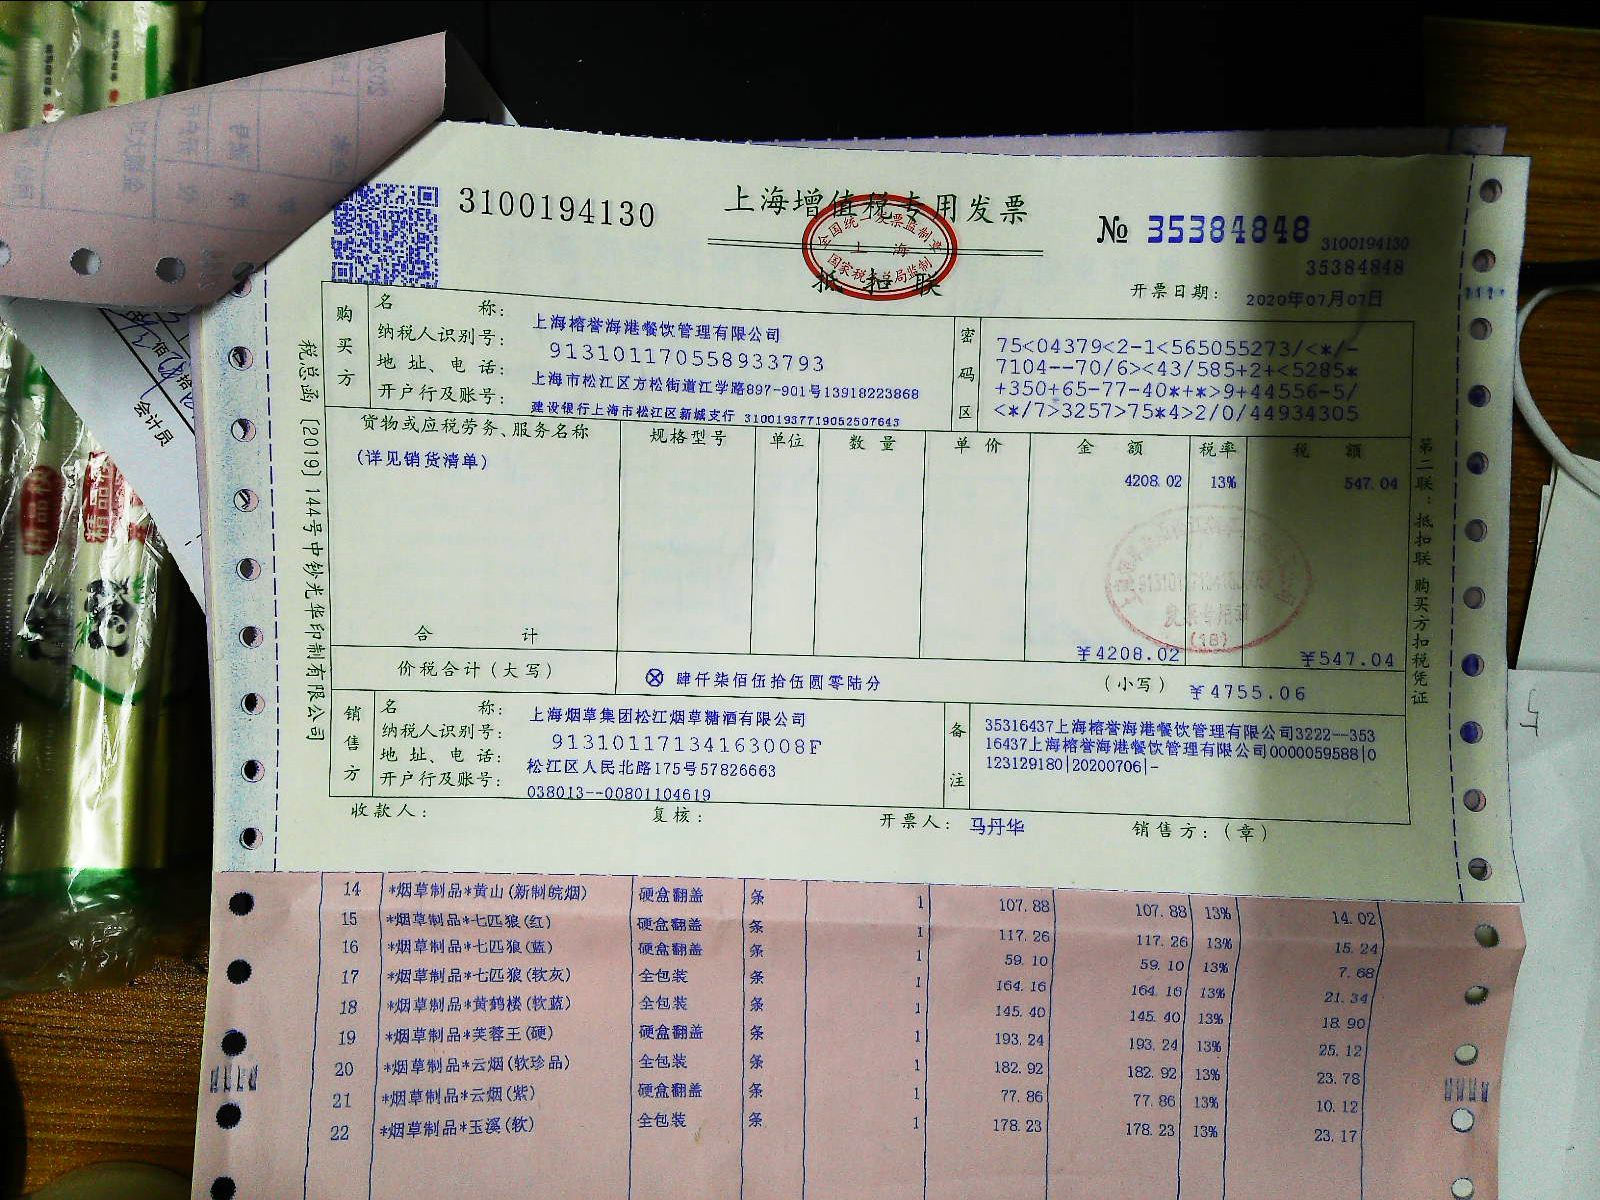 3100194130
上海增值税专用发票
全国统一发票监制章
上海
国家税务总局监制
抵扣联
№ 35384848
3100194130
35384848
开票日期: 2020年07月07日
税总函[2019]144号中钞光华印制有限公司
购买方
名称: 上海榕誉海港餐饮管理有限公司
纳税人识别号: 913101170558933793
地址、电话: 上海市松江区方松街道江学路897-901号13918223868
开户行及账号: 建设银行上海市松江区新城支行 31001937719052507643
密码区
75<04379<2-1<565055273/<*/-
7104--70/6><43/585+2+<5285*
+350+65-77-40*+*>9+44556-5/
<*/7>3257>75*4>2/0/44934305
货物或应税劳务、服务名称 规格型号 单位 数量 单价 金额 税率 税额
(详见销货清单) 4208.02 13% 547.04
合计 ¥4208.02 ¥547.04
价税合计(大写) ⊗ 肆仟柒佰伍拾伍圆零陆分 (小写) ¥4755.06
销售方
名称: 上海烟草集团松江烟草糖酒有限公司
纳税人识别号: 91310117134163008F
地址、电话: 松江区人民北路175号57826663
开户行及账号: 038013--00801104619
备注
35316437上海榕誉海港餐饮管理有限公司3222--353
16437上海榕誉海港餐饮管理有限公司0000059588|0
123129180|20200706|-
收款人: 复核: 开票人: 马丹华 销售方:(章)
第二联:抵扣联 购买方扣税凭证
(18)
14 *烟草制品*黄山(新制皖烟) 硬盒翻盖 条 1 107.88 107.88 13% 14.02
15 *烟草制品*七匹狼(红) 硬盒翻盖 条 1 117.26 117.26 13% 15.24
16 *烟草制品*七匹狼(蓝) 硬盒翻盖 条 1 59.10 59.10 13% 7.68
17 *烟草制品*七匹狼(软灰) 全包装 条 1 164.16 164.16 13% 21.34
18 *烟草制品*黄鹤楼(软蓝) 全包装 条 1 145.40 145.40 13% 18.90
19 *烟草制品*芙蓉王(硬) 硬盒翻盖 条 1 193.24 193.24 13% 25.12
20 *烟草制品*云烟(软珍品) 全包装 条 1 182.92 182.92 13% 23.78
21 *烟草制品*云烟(紫) 硬盒翻盖 条 1 77.86 77.86 13% 10.12
22 *烟草制品*玉溪(软) 全包装 条 1 178.23 178.23 13% 23.17
会计员
佰
拾
精品